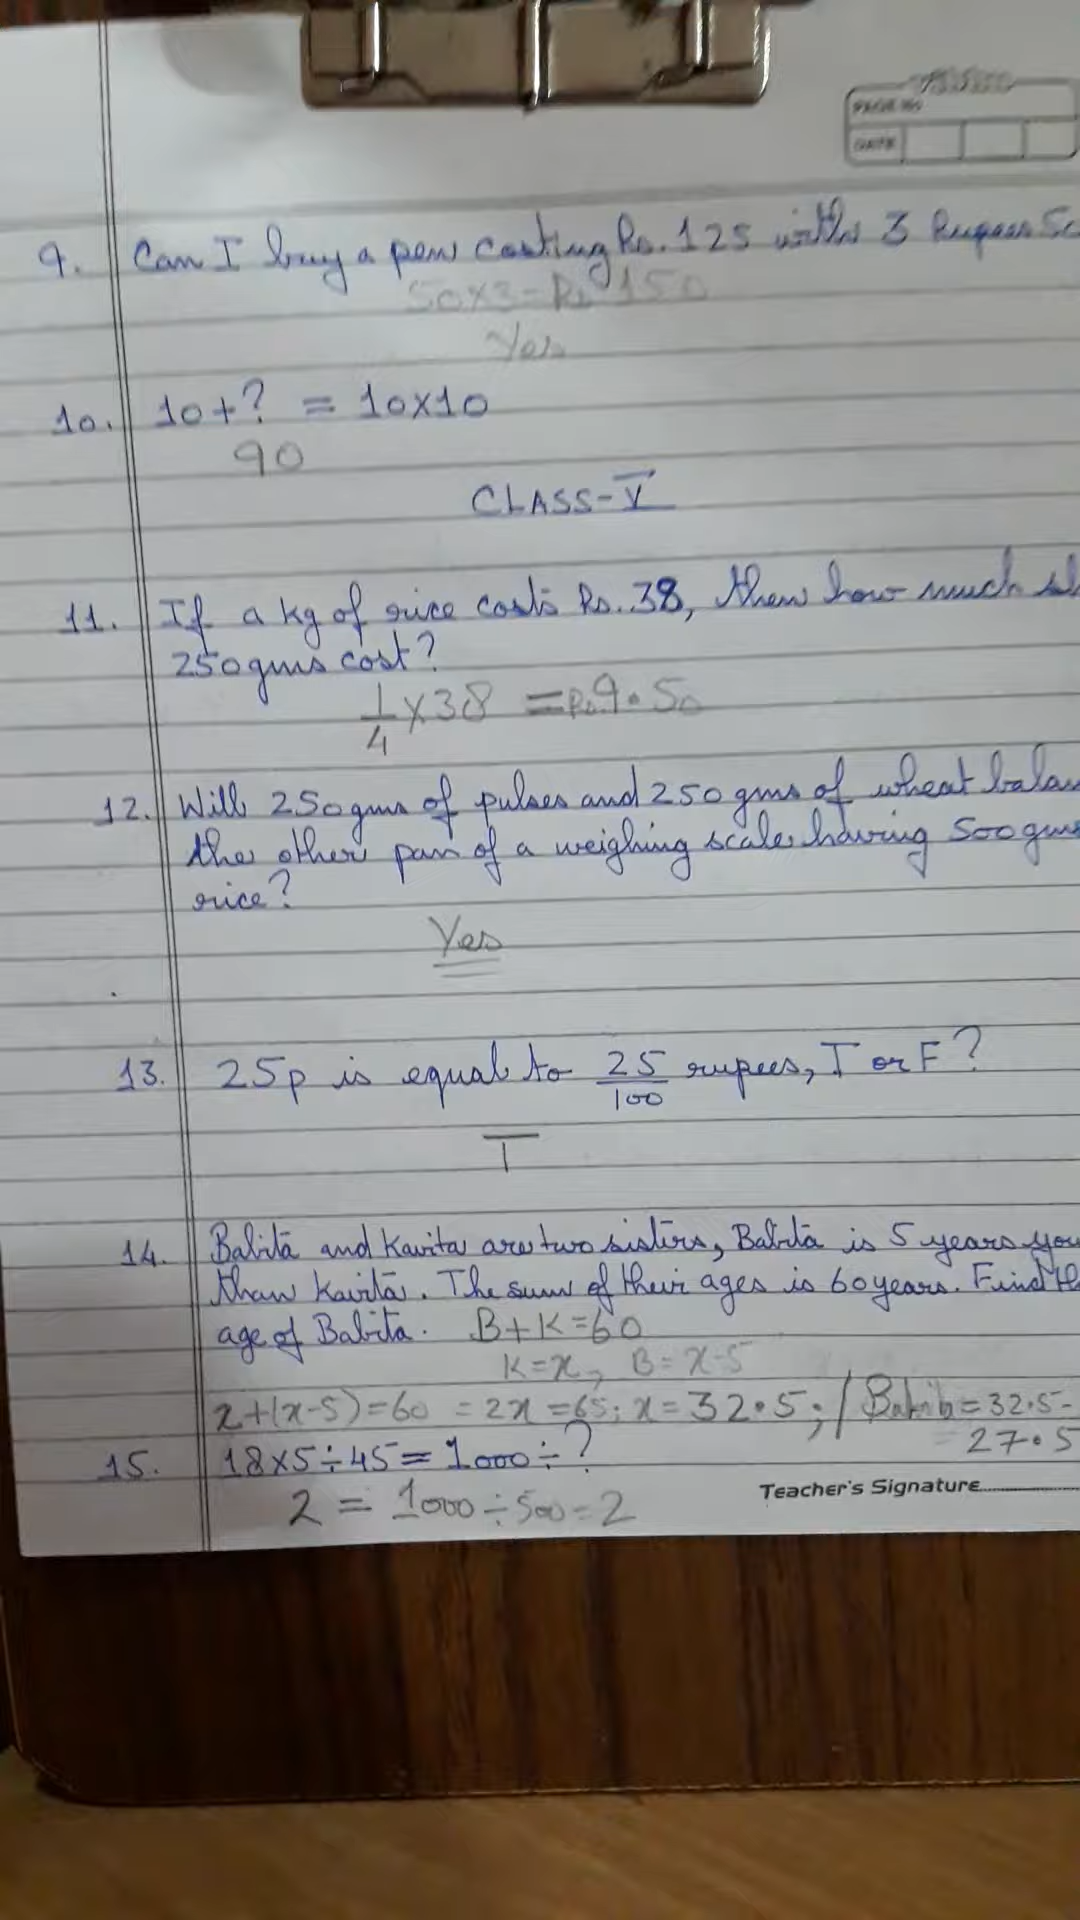 PAGE NO
DATE
9. Can I buy a pen costing Rs. 125 with 3 Rupees
50x3=Rs 150
Yes
10. 10+? = 10x10
90
CLASS-V
11. If a kg of rice costs Rs. 38, then how much
250 gms cost?
1/4 x 38 = Rs. 9.50
12. Will 250 gms of pulses and 250 gms of wheat
the other pan of a weighing scale having 500 gms
rice?
Yes
13. 25p is equal to 25/100 rupees, T or F?
T
14. Babita and Kavita are two sisters, Babita is 5 years
than Kavita. The sum of their ages is 60 years. Find
age of Babita. B+K=60
K=x, B=x-5
x+(x-5)=60 = 2x=65; x=32.5; / Babita=32.5-
27.5
15. 18x5÷45=1000÷?
2 = 1000÷500=2
Teacher's Signature